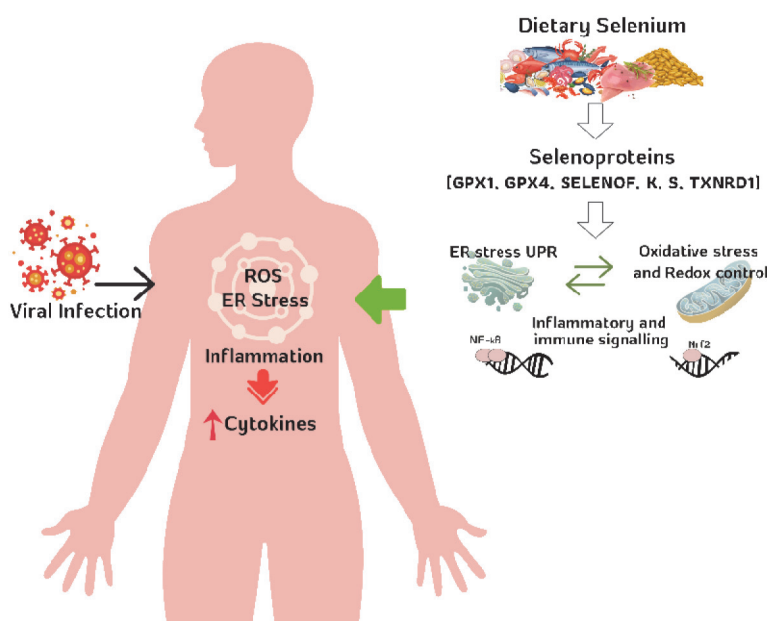 Dietary Selenium
Selenoproteins
[GPX1, GPX4, SELENOF, K, S, TXNRD1]
ER stress UPR
Oxidative stress
and Redox control
Inflammatory and
immune signalling
NF-kB
Nrf2
Viral Infection
ROS
ER Stress
Inflammation
Cytokines